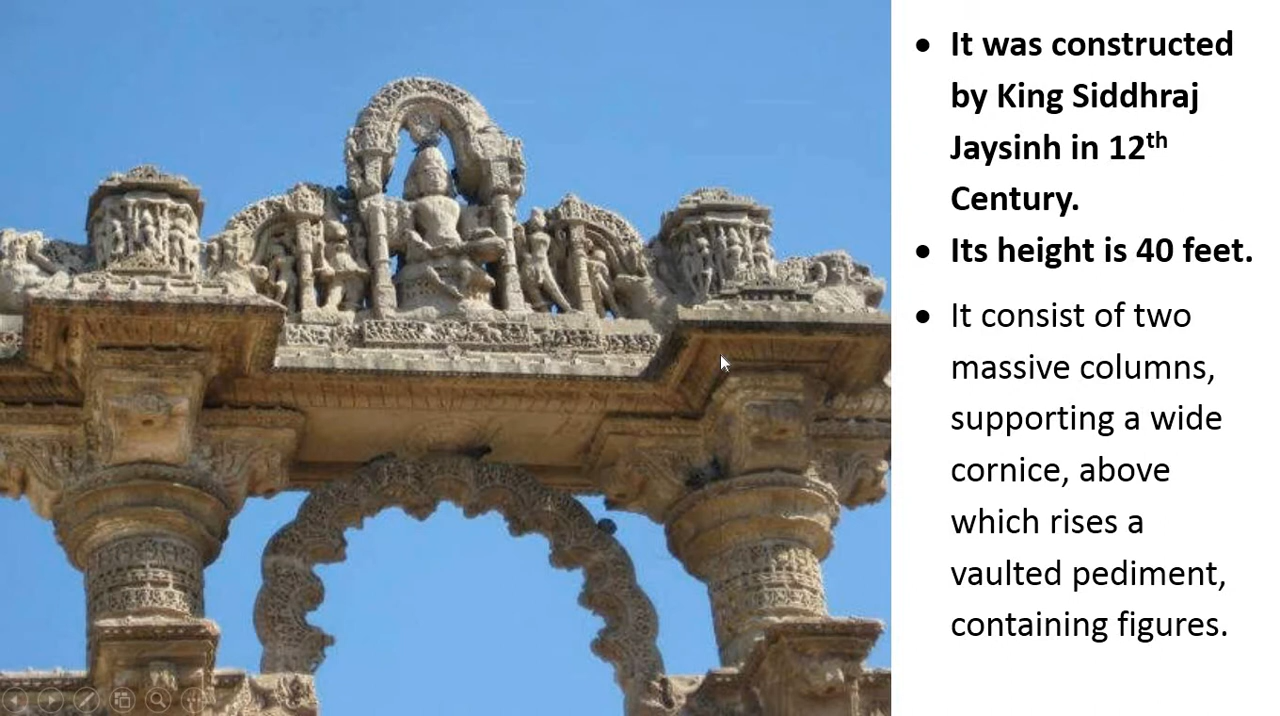 • It was constructed
by King Siddhraj
Jaysinh in 12th
Century.
• Its height is 40 feet.
• It consist of two
massive columns,
supporting a wide
cornice, above
which rises a
vaulted pediment,
containing figures.